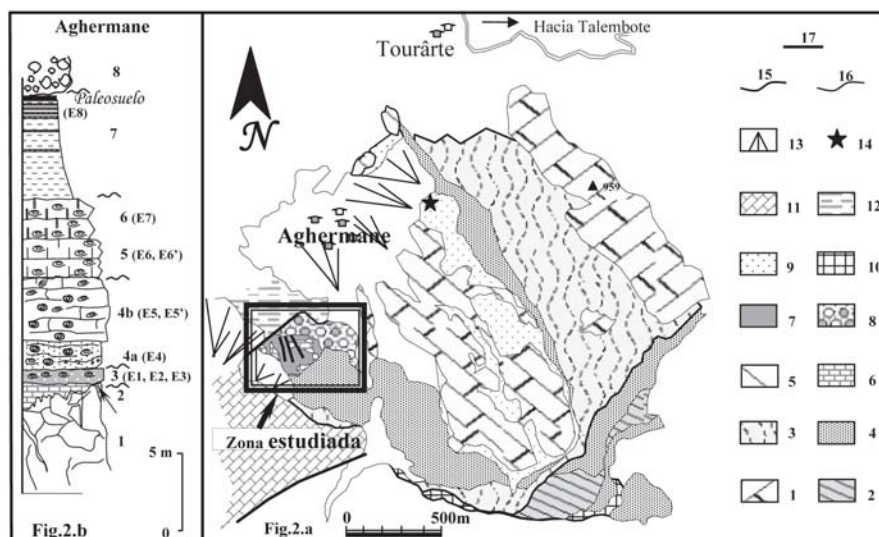 Aghermane
8
Paleosuelo
(E8)
7
6 (E7)
5 (E6, E6')
4b (E5, E5')
4a (E4)
3 (E1, E2, E3)
2
1
5 m
0
Fig.2.b
Tourârte
Hacia Talembote
N
959
Aghermane
Zona estudiada
Fig.2.a
0 500m
17
15 16
13 14
11 12
9 10
7 8
5 6
3 4
1 2